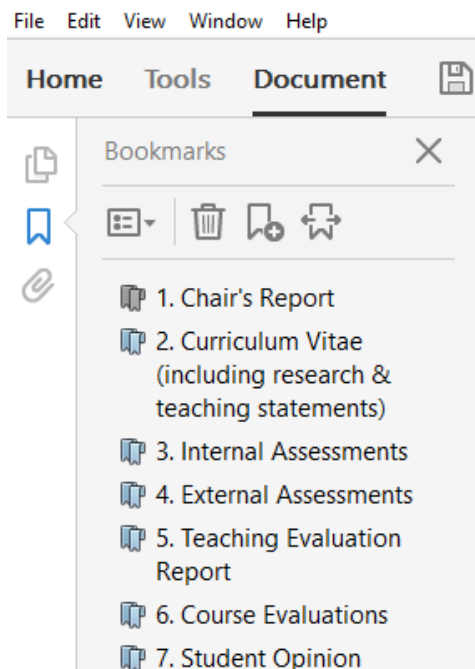 File Edit View Window Help
Home Tools Document
Bookmarks
1. Chair's Report
2. Curriculum Vitae
(including research &
teaching statements)
3. Internal Assessments
4. External Assessments
5. Teaching Evaluation
Report
6. Course Evaluations
7. Student Opinion